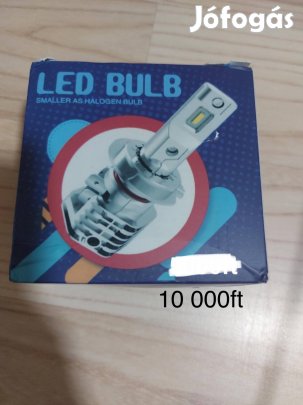 Jófogás
LED BULB
SMALLER AS HALOGEN BULB
10 000ft